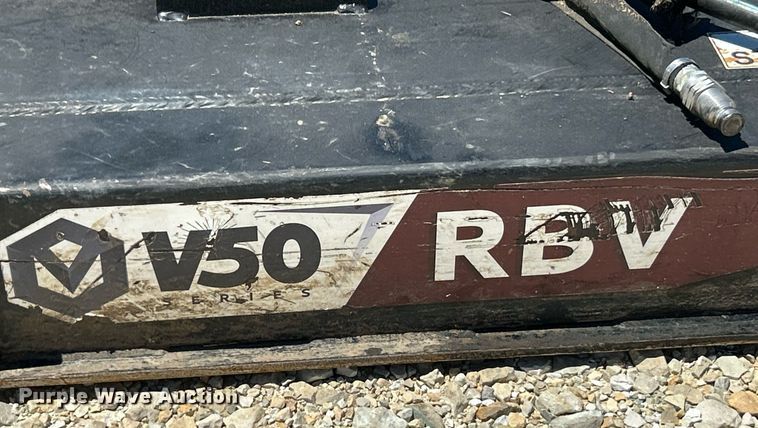 V50
SERIES
RBV
S
Purple Wave Auction